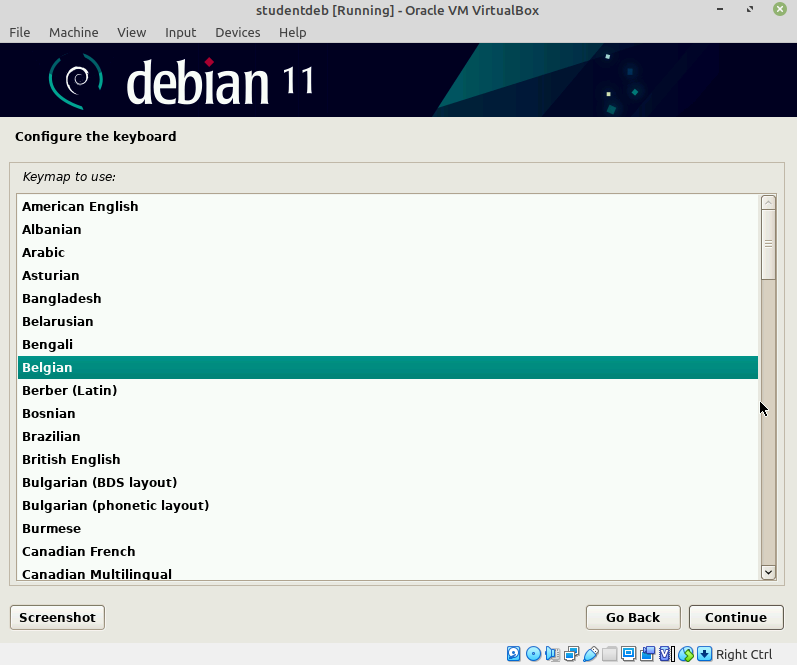 studentdeb [Running] - Oracle VM VirtualBox
File Machine View Input Devices Help
debian 11
Configure the keyboard
Keymap to use:
American English
Albanian
Arabic
Asturian
Bangladesh
Belarusian
Bengali
Belgian
Berber (Latin)
Bosnian
Brazilian
British English
Bulgarian (BDS layout)
Bulgarian (phonetic layout)
Burmese
Canadian French
Canadian Multilingual
Screenshot Go Back Continue
Right Ctrl